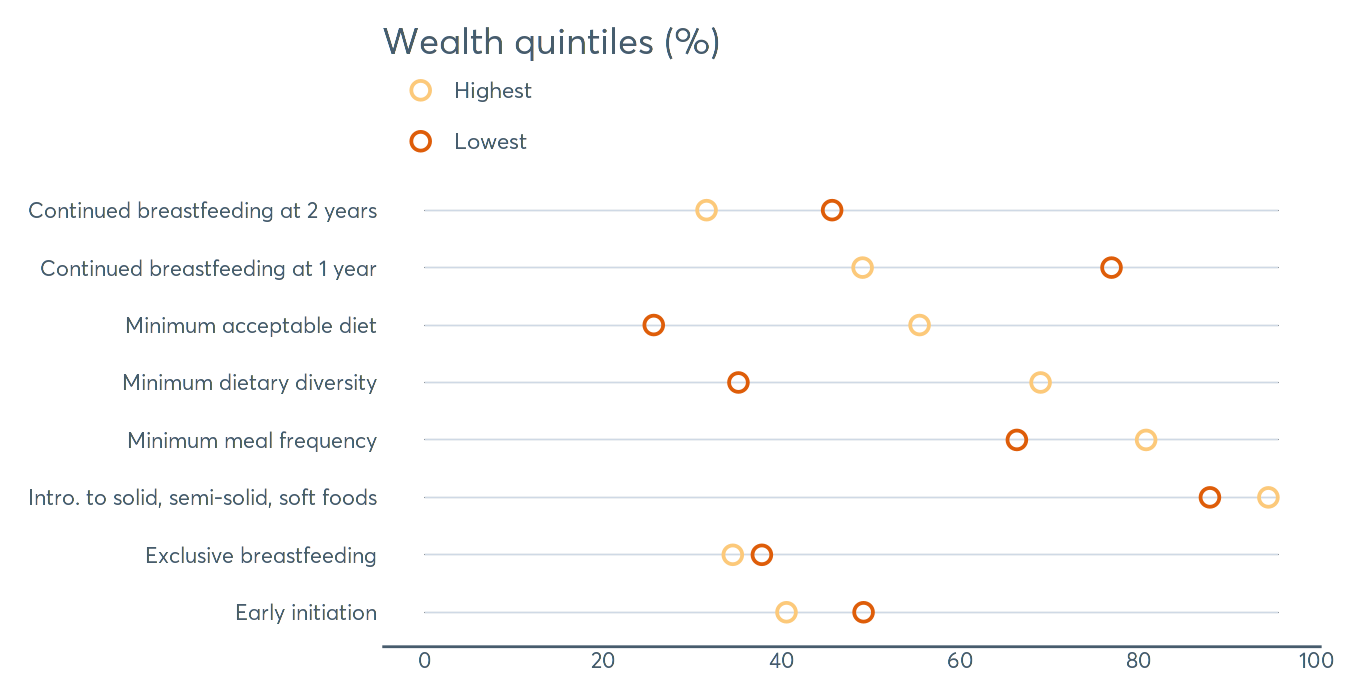 Wealth quintiles (%)
Highest
Lowest
Continued breastfeeding at 2 years
Continued breastfeeding at 1 year
Minimum acceptable diet
Minimum dietary diversity
Minimum meal frequency
Intro. to solid, semi-solid, soft foods
Exclusive breastfeeding
Early initiation
0 20 40 60 80 100